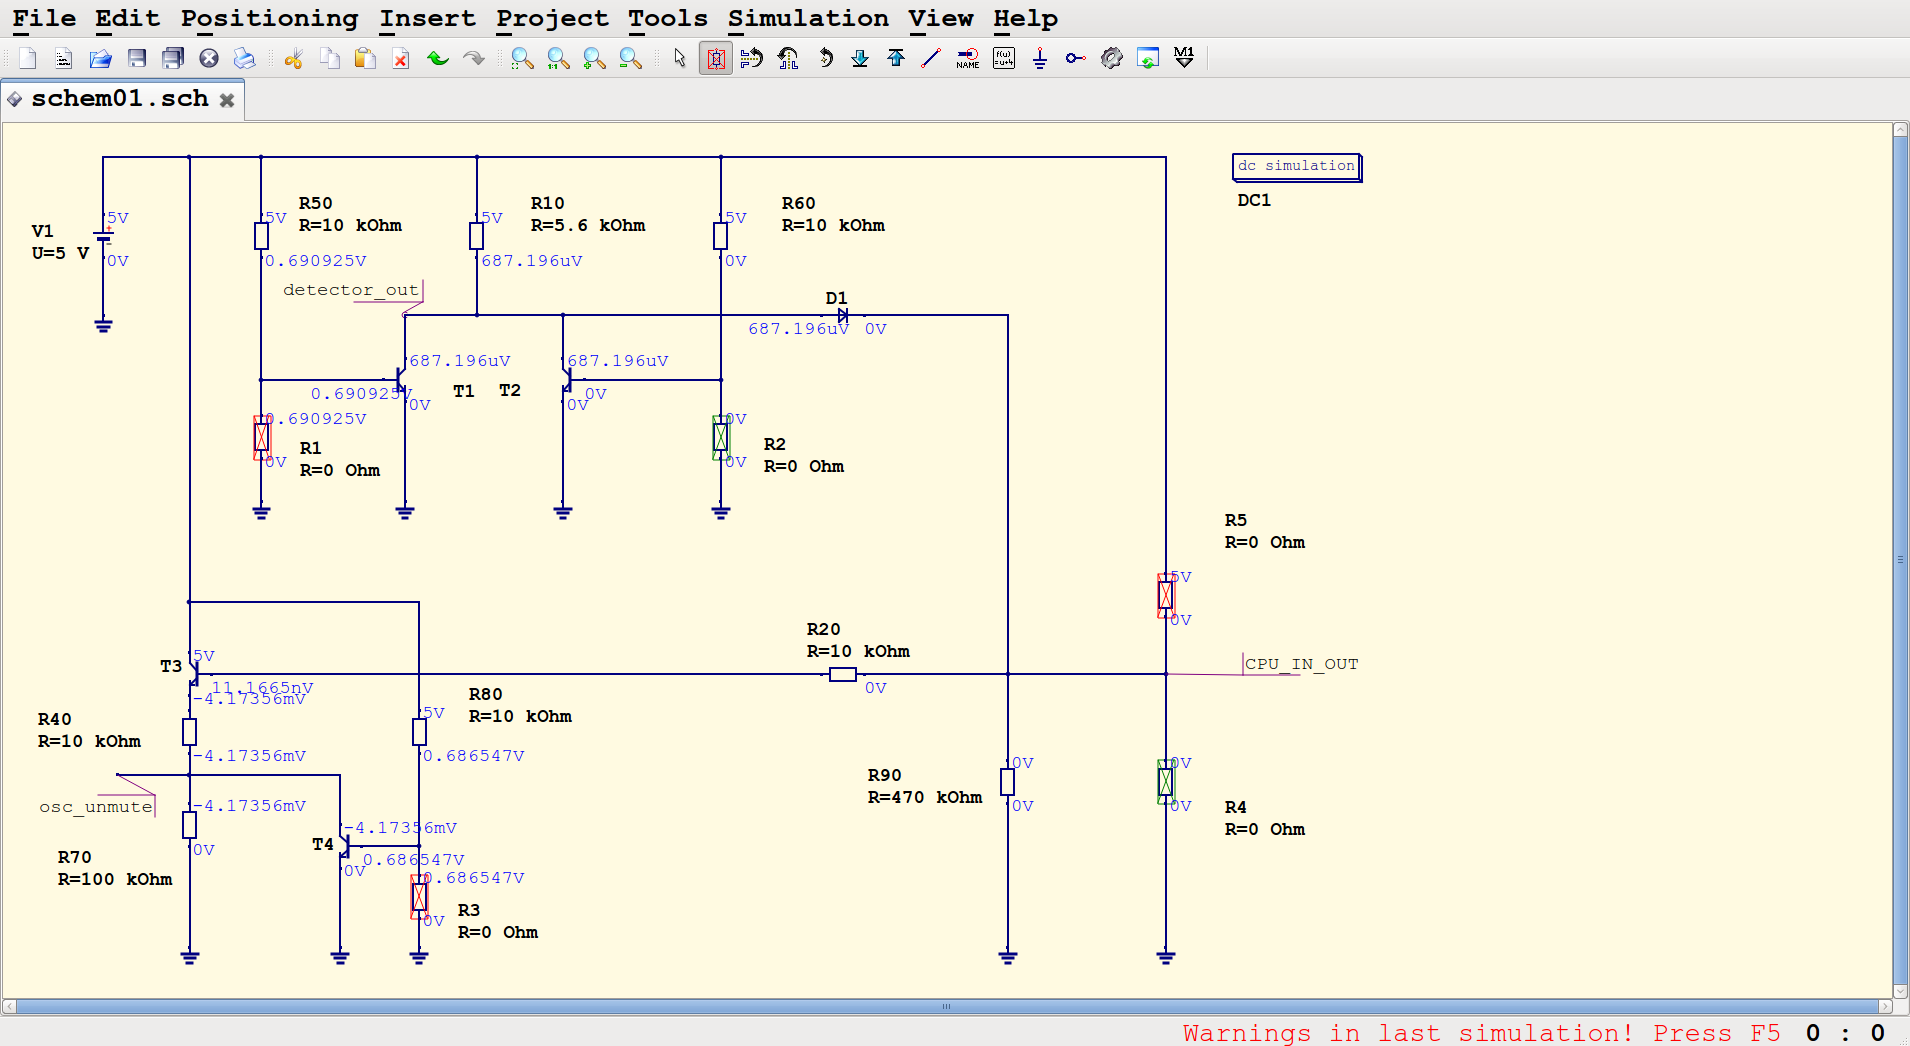 File Edit Positioning Insert Project Tools Simulation View Help
NAME
f(u)
=u+4
M1
schem01.sch
dc simulation
DC1
V1
U=5 V
5V
0V
R50
R=10 kOhm
5V
0.690925V
R10
R=5.6 kOhm
5V
687.196uV
R60
R=10 kOhm
5V
0V
detector_out
D1
687.196uV 0V
687.196uV
0.690925V
0V
T1
T2
687.196uV
0V
0V
0.690925V
0V
R1
R=0 Ohm
0V
0V
R2
R=0 Ohm
R5
R=0 Ohm
5V
0V
T3
5V
11.1665nV
-4.17356mV
R20
R=10 kOhm
0V
CPU_IN_OUT
R40
R=10 kOhm
-4.17356mV
R80
R=10 kOhm
5V
0.686547V
osc_unmute
-4.17356mV
0V
R70
R=100 kOhm
T4
-4.17356mV
0.686547V
0V
0.686547V
0V
R3
R=0 Ohm
R90
R=470 kOhm
0V
0V
0V
0V
R4
R=0 Ohm
Warnings in last simulation! Press F5 0 : 0